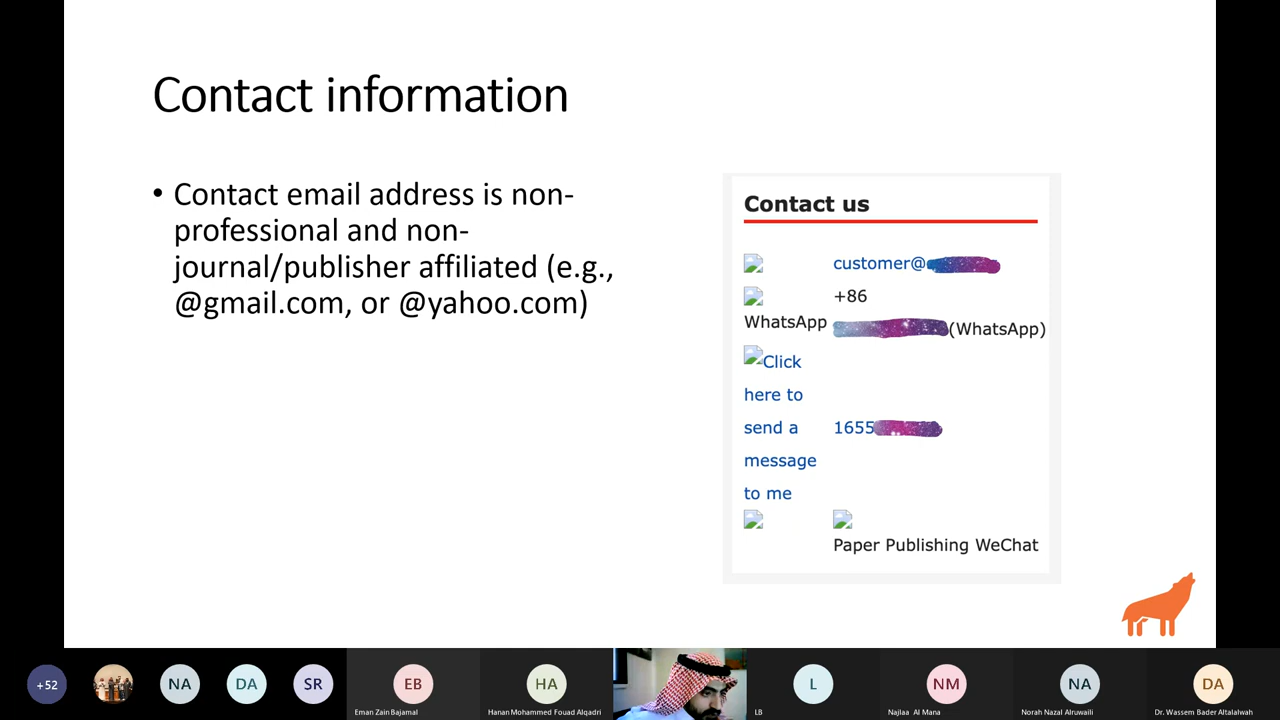 Contact information
• Contact email address is non-
professional and non-
journal/publisher affiliated (e.g.,
@gmail.com, or @yahoo.com)
Contact us
customer@
+86
WhatsApp
(WhatsApp)
Click
here to
send a
message
to me
1655
Paper Publishing WeChat
+52
NA
DA
SR
EB
Eman Zain Bajamal
HA
Hanan Mohammed Fouad Alqadri
L
LB
NM
Najlaa Al Mana
NA
Norah Nazal Alruwaili
DA
Dr. Wassem Bader Altalalwah